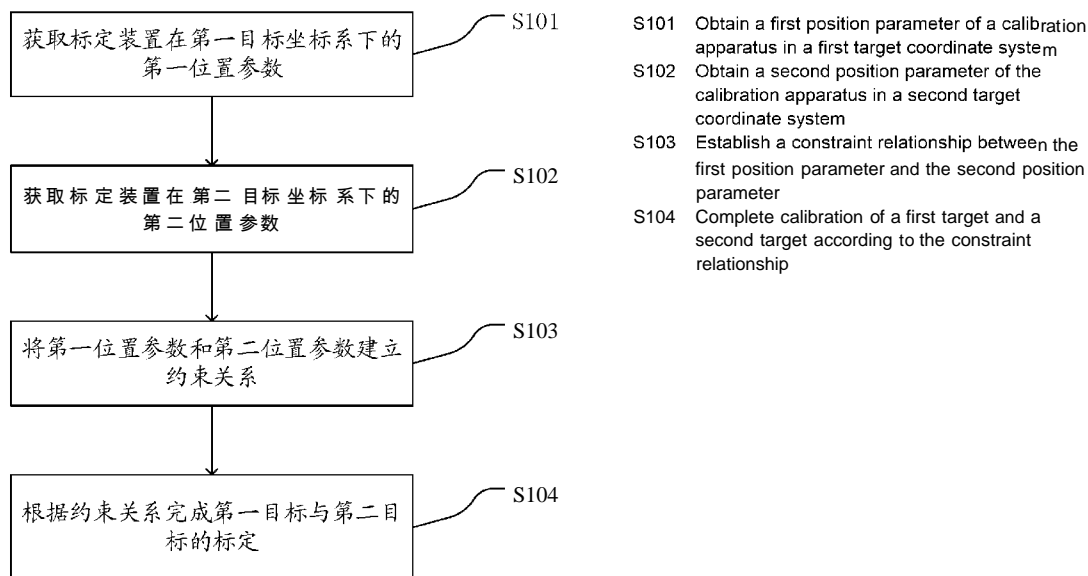 获取标定装置在第一目标坐标系下的
第一位置参数
S101
获取标定装置在第二目标坐标系下的
第二位置参数
S102
将第一位置参数和第二位置参数建立
约束关系
S103
根据约束关系完成第一目标与第二目
标的标定
S104
S101 Obtain a first position parameter of a calibration
apparatus in a first target coordinate system
S102 Obtain a second position parameter of the
calibration apparatus in a second target
coordinate system
S103 Establish a constraint relationship between the
first position parameter and the second position
parameter
S104 Complete calibration of a first target and a
second target according to the constraint
relationship